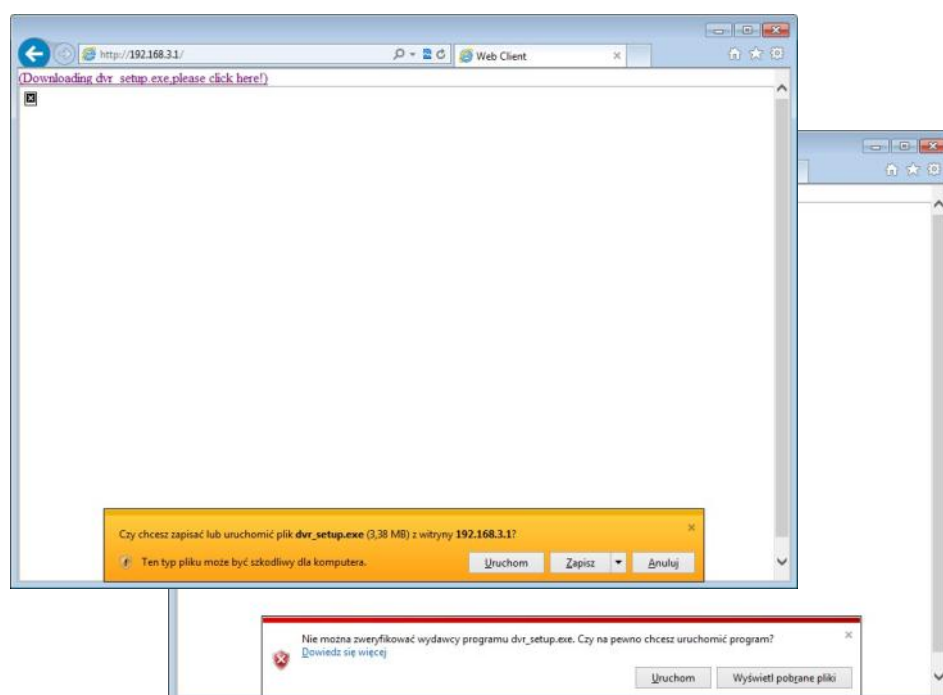 http://192.168.3.1/
Web Client
(Downloading dvr_setup.exe,please click here!)
Czy chcesz zapisać lub uruchomić plik dvr_setup.exe (3,38 MB) z witryny 192.168.3.1?
Ten typ pliku może być szkodliwy dla komputera.
Uruchom Zapisz Anuluj
Nie można zweryfikować wydawcy programu dvr_setup.exe. Czy na pewno chcesz uruchomić program?
Dowiedz się więcej
Uruchom Wyświetl pobrane pliki